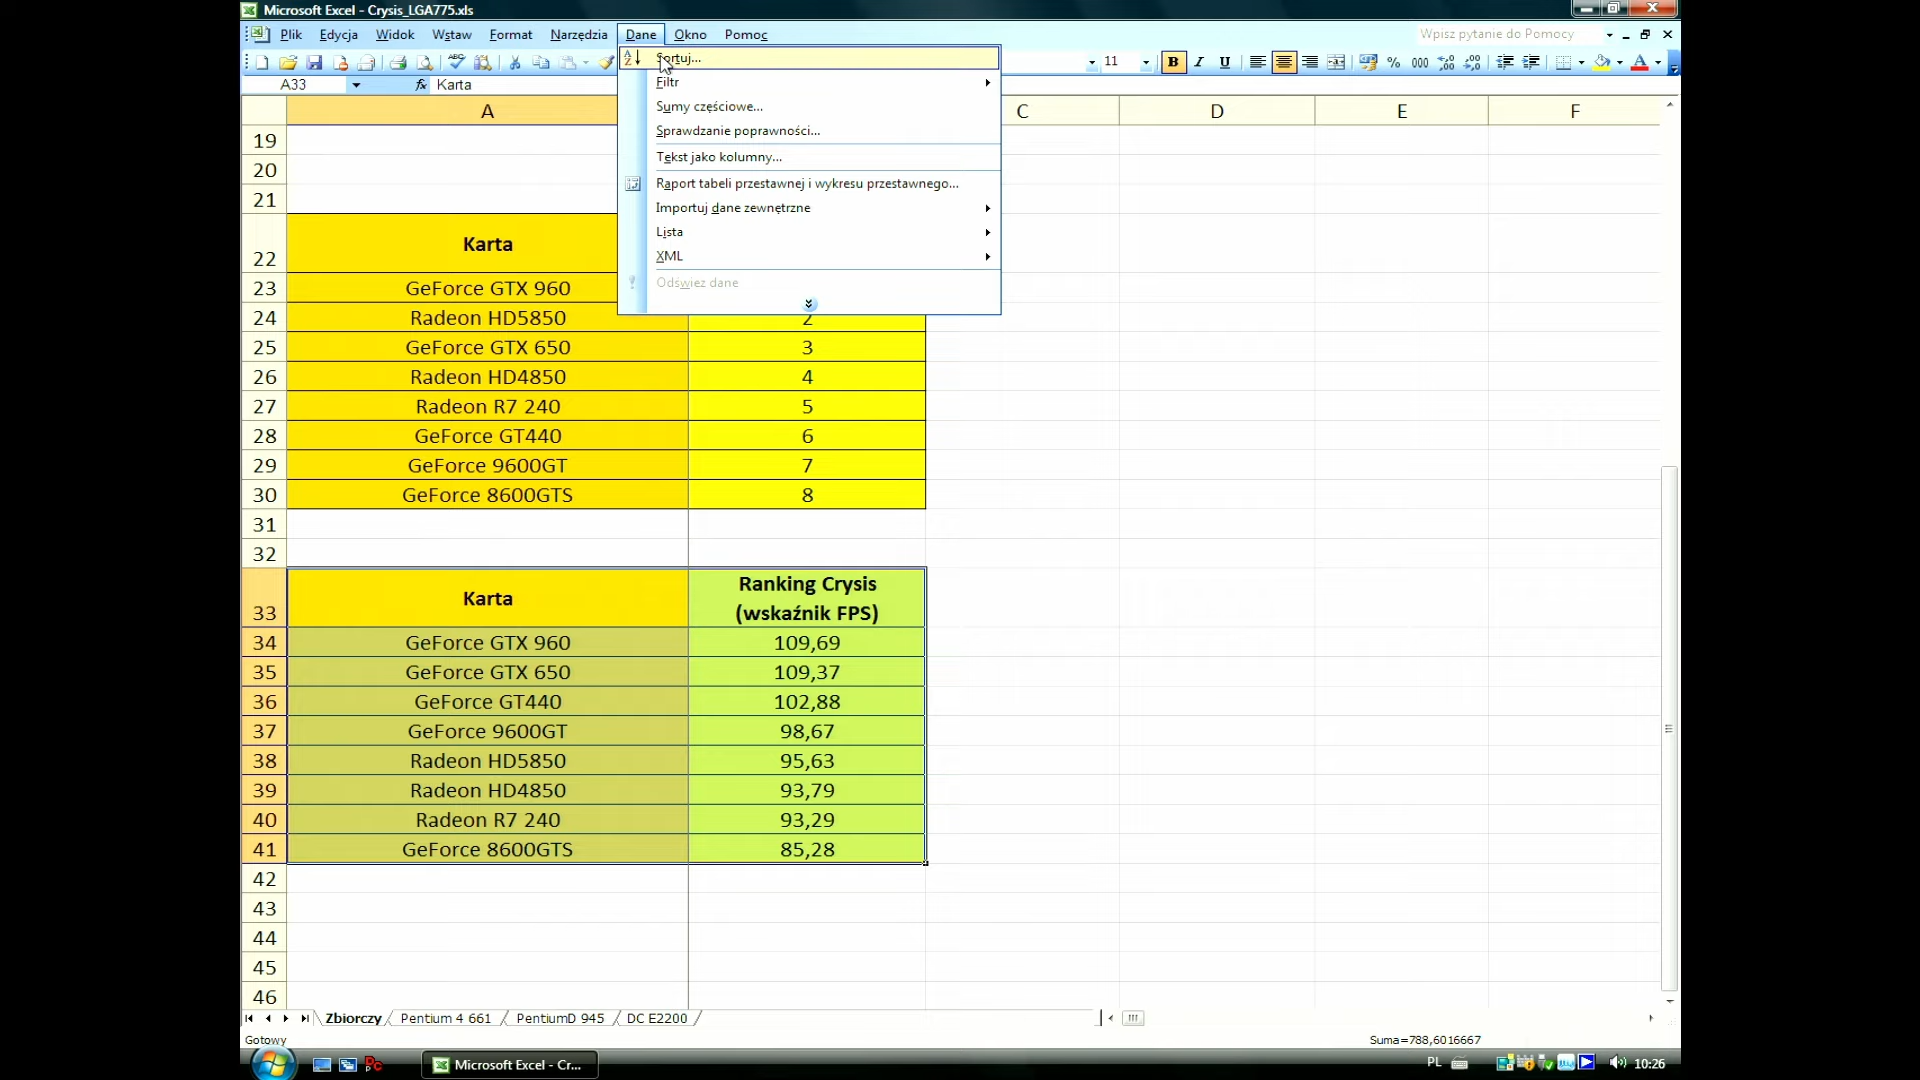 Microsoft Excel - Crysis_LGA775.xls
Plik Edycja Widok Wstaw Format Narzędzia Dane Okno Pomoc Wpisz pytanie do Pomocy
11 B I U % 000
A33 fx Karta
Sortuj...
Filtr
Sumy częściowe...
Sprawdzanie poprawności...
Tekst jako kolumny...
Raport tabeli przestawnej i wykresu przestawnego...
Importuj dane zewnętrzne
Lista
XML
Odśwież dane
A C D E F
19
20
21
22 Karta
23 GeForce GTX 960
24 Radeon HD5850 2
25 GeForce GTX 650 3
26 Radeon HD4850 4
27 Radeon R7 240 5
28 GeForce GT440 6
29 GeForce 9600GT 7
30 GeForce 8600GTS 8
31
32
33 Karta Ranking Crysis
(wskaźnik FPS)
34 GeForce GTX 960 109,69
35 GeForce GTX 650 109,37
36 GeForce GT440 102,88
37 GeForce 9600GT 98,67
38 Radeon HD5850 95,63
39 Radeon HD4850 93,79
40 Radeon R7 240 93,29
41 GeForce 8600GTS 85,28
42
43
44
45
46
Zbiorczy Pentium 4 661 PentiumD 945 DC E2200
Gotowy Suma=788,6016667
Microsoft Excel - Cr... PL 10:26